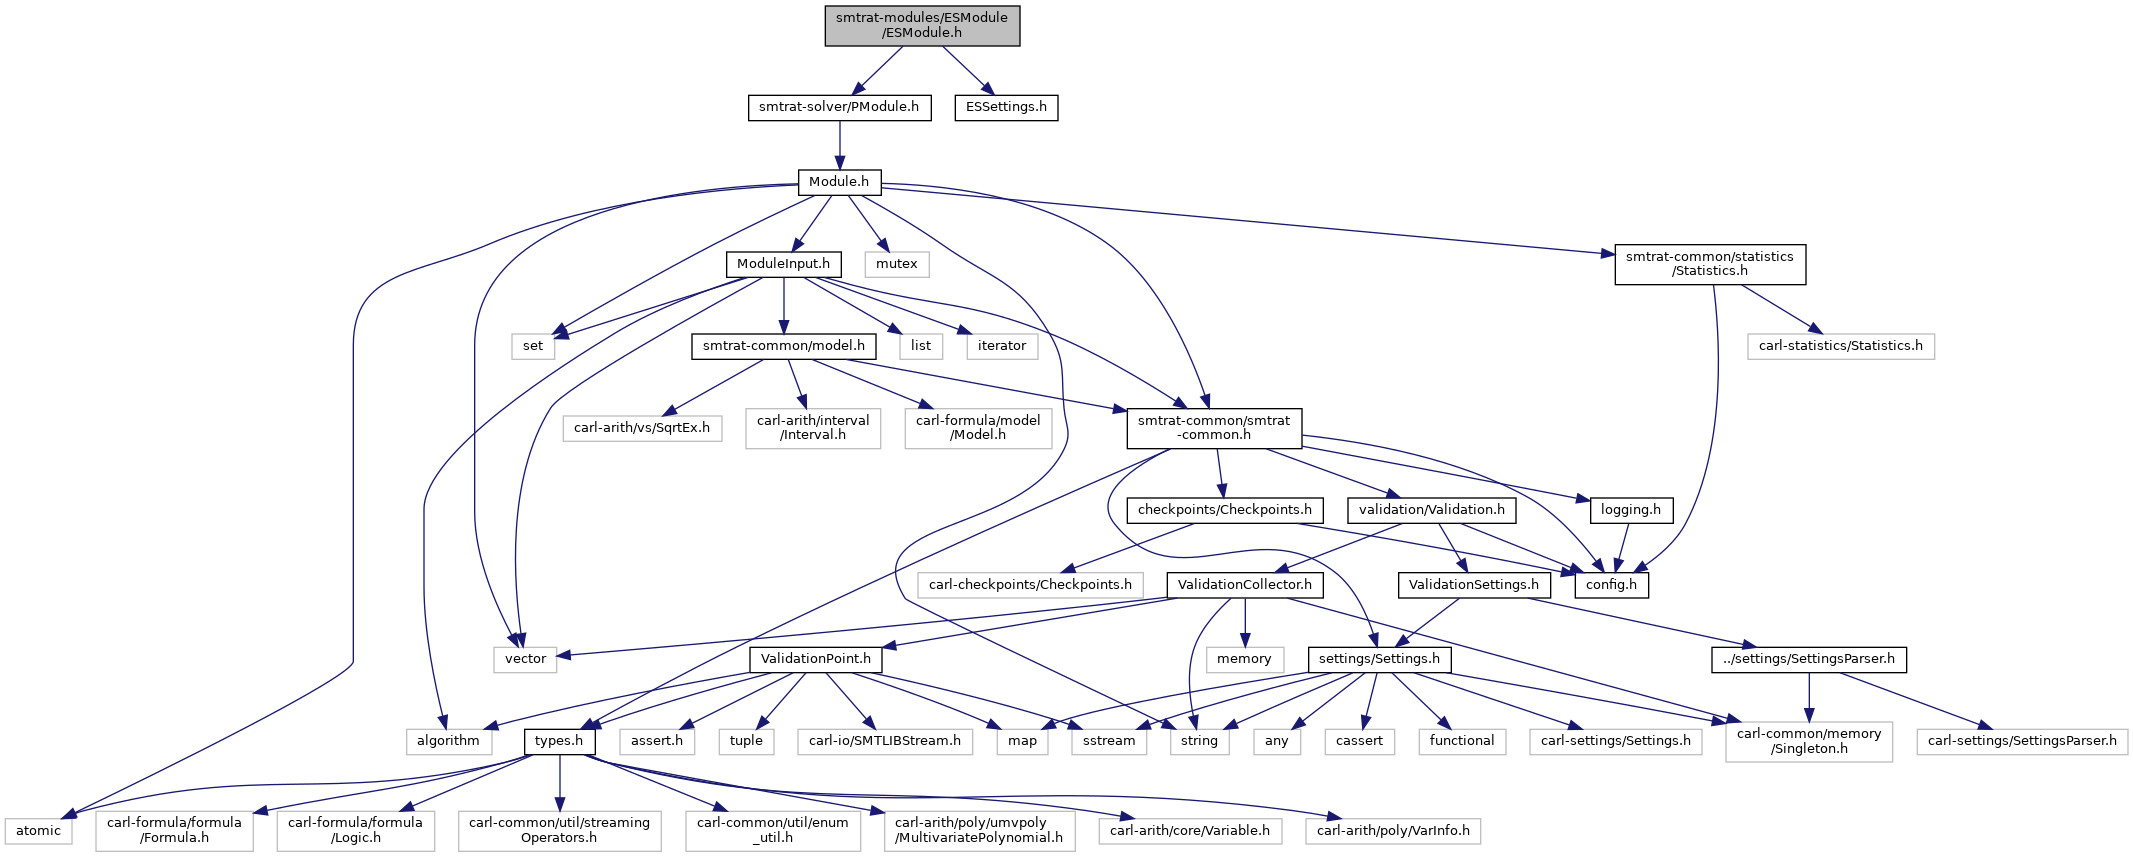 smtrat-modules/ESModule
/ESModule.h
smtrat-solver/PModule.h
ESSettings.h
Module.h
ModuleInput.h
mutex
smtrat-common/statistics
/Statistics.h
set
smtrat-common/model.h
list
iterator
carl-statistics/Statistics.h
carl-arith/vs/SqrtEx.h
carl-arith/interval
/Interval.h
carl-formula/model
/Model.h
smtrat-common/smtrat
-common.h
checkpoints/Checkpoints.h
validation/Validation.h
logging.h
carl-checkpoints/Checkpoints.h
ValidationCollector.h
ValidationSettings.h
config.h
vector
ValidationPoint.h
memory
settings/Settings.h
../settings/SettingsParser.h
algorithm
types.h
assert.h
tuple
carl-io/SMTLIBStream.h
map
sstream
string
any
cassert
functional
carl-settings/Settings.h
carl-common/memory
/Singleton.h
carl-settings/SettingsParser.h
atomic
carl-formula/formula
/Formula.h
carl-formula/formula
/Logic.h
carl-common/util/streaming
Operators.h
carl-common/util/enum
_util.h
carl-arith/poly/umvpoly
/MultivariatePolynomial.h
carl-arith/core/Variable.h
carl-arith/poly/VarInfo.h